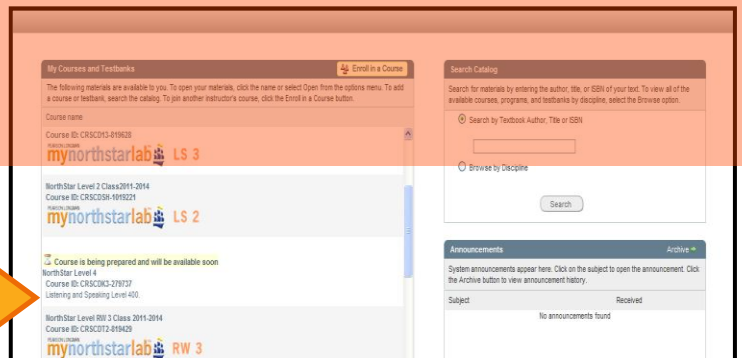 My Courses and Testbanks
Enroll in a Course
The following materials are available to you. To open your materials, click the name or select Open from the options menu. To add
a course or testbank, search the catalog. To join another instructor's course, click the Enroll in a Course button.
Course name
Course ID: CRSCD13-819628
PEARSON LONGMAN
mynorthstarlab LS 3
NorthStar Level 2 Class2011-2014
Course ID: CRSCDSH-1019221
PEARSON LONGMAN
mynorthstarlab LS 2
Course is being prepared and will be available soon
NorthStar Level 4
Course ID: CRSCDK3-279737
Listening and Speaking Level 400.
NorthStar Level RW 3 Class 2011-2014
Course ID: CRSCDT2-819429
PEARSON LONGMAN
mynorthstarlab RW 3
Search Catalog
Search for materials by entering the author, title, or ISBN of your text. To view all of the
available courses, programs, and testbanks by discipline, select the Browse option.
Search by Textbook Author, Title or ISBN
Browse by Discipline
Search
Announcements
Archive
System announcements appear here. Click on the subject to open the announcement. Click
the Archive button to view announcement history.
Subject Received
No announcements found